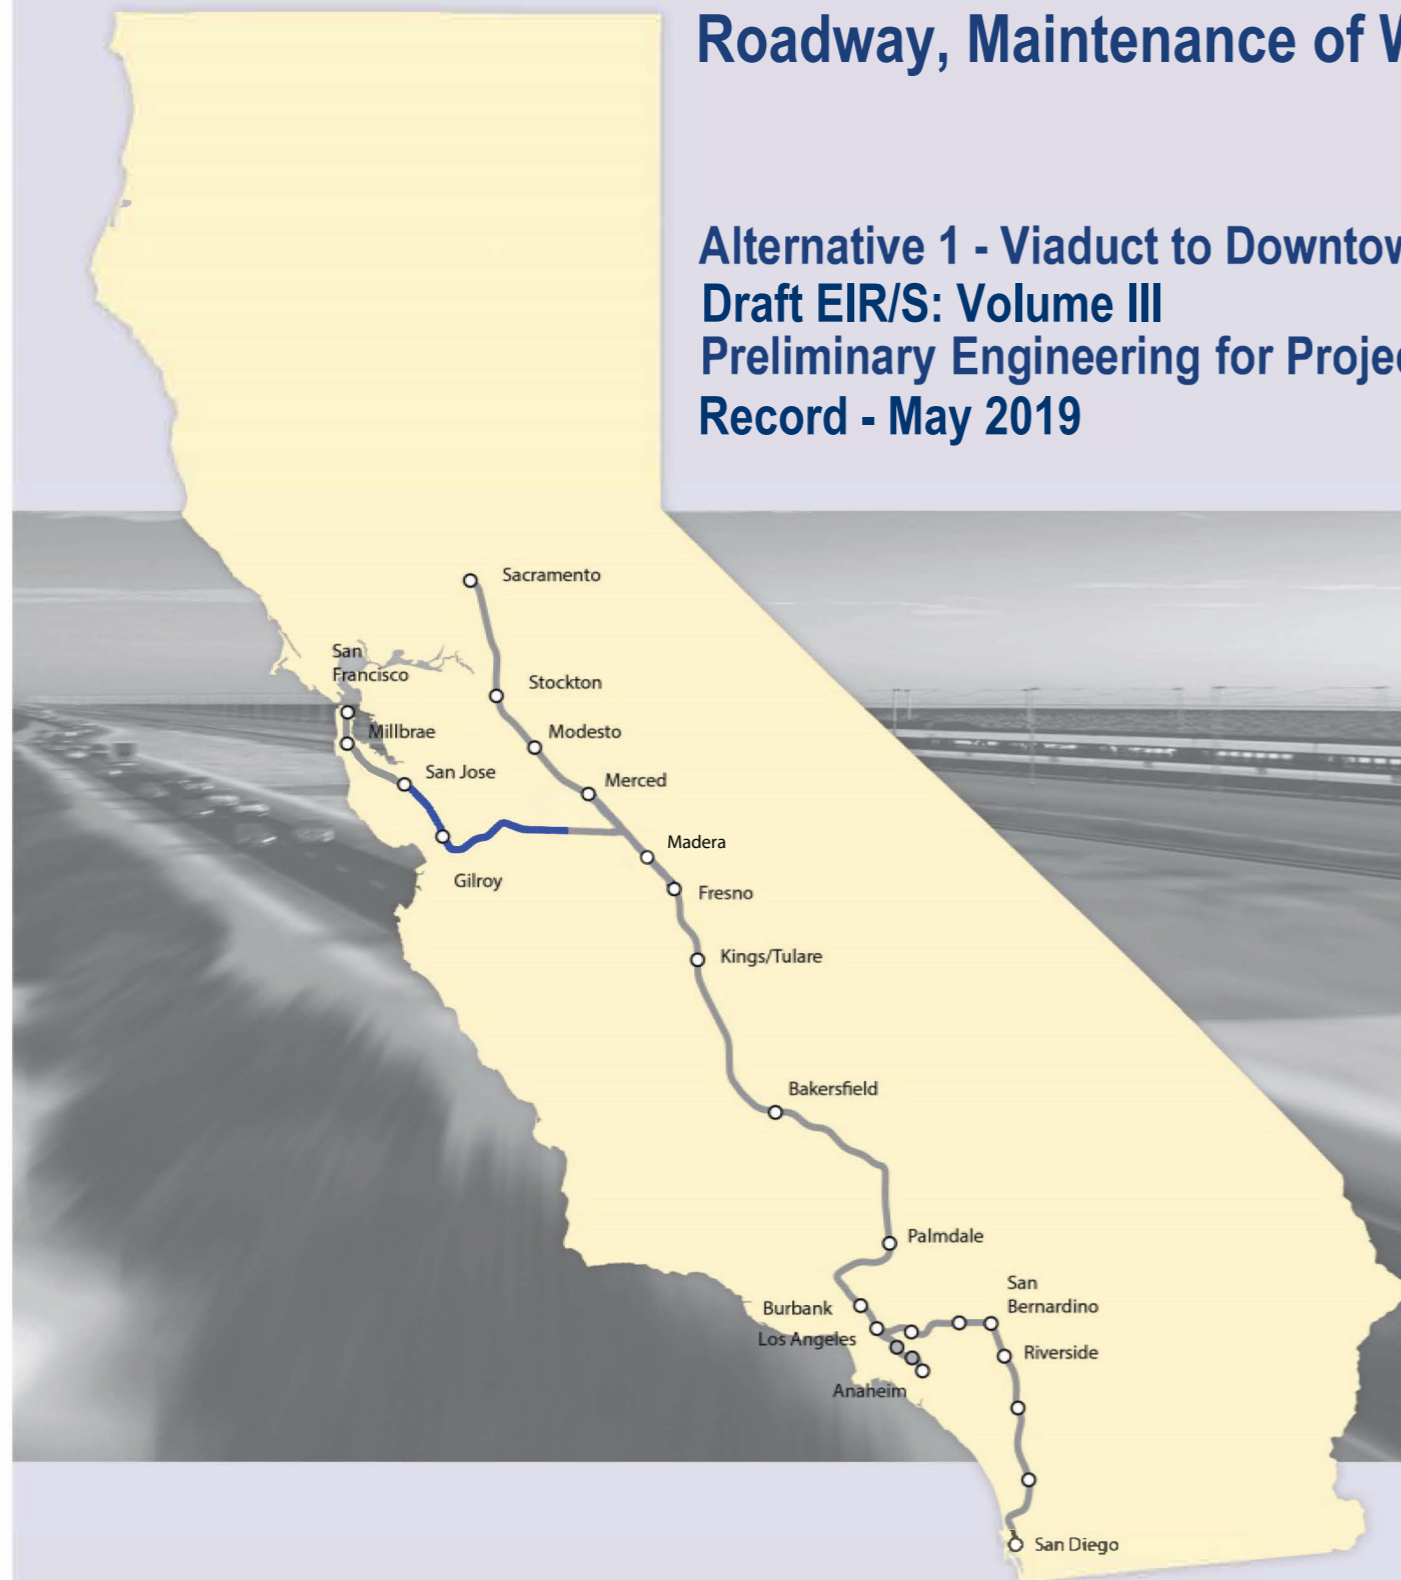 Roadway, Maintenance of W
Alternative 1 - Viaduct to Downtow
Draft EIR/S: Volume III
Preliminary Engineering for Projec
Record - May 2019
Sacramento
San
Francisco
Stockton
Millbrae
Modesto
San Jose
Merced
Madera
Gilroy
Fresno
Kings/Tulare
Bakersfield
Palmdale
San
Bernardino
Burbank
Los Angeles
Riverside
Anaheim
San Diego